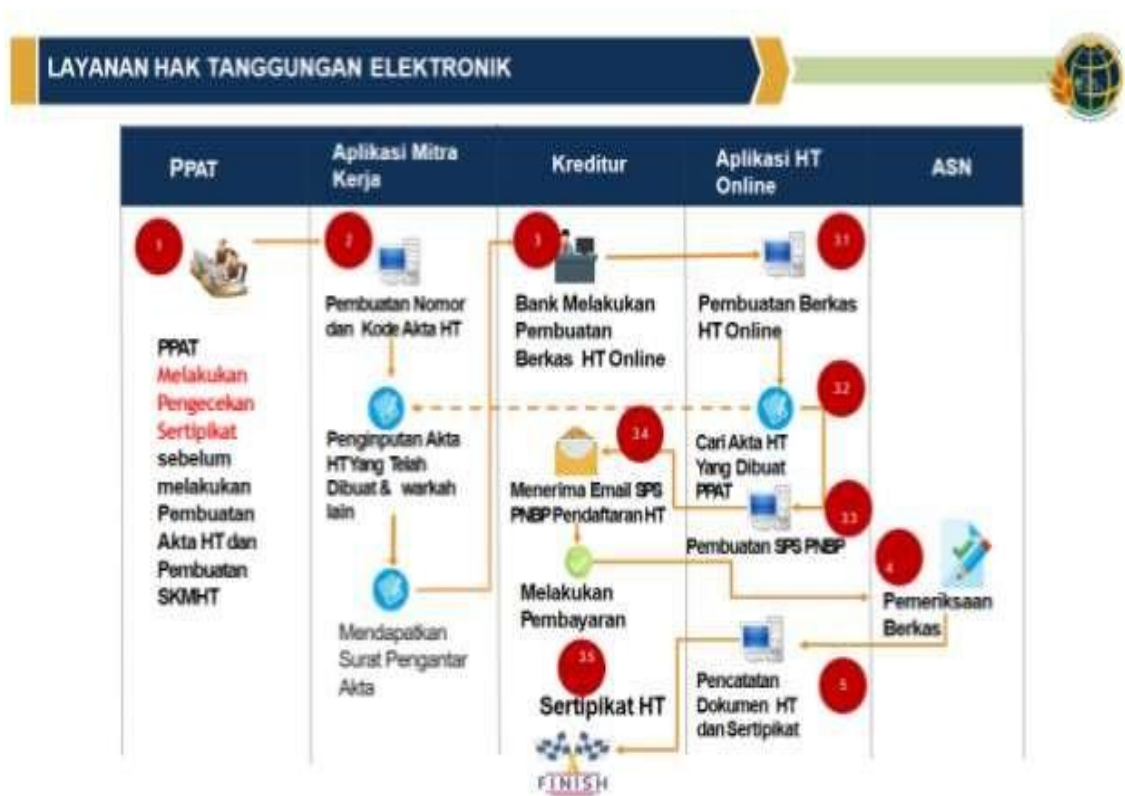 LAYANAN HAK TANGGUNGAN ELEKTRONIK
PPAT
Aplikasi Mitra
Kerja
Kreditur
Aplikasi HT
Online
ASN
1
PPAT
Melakukan
Pengecekan
Sertipikat
sebelum
melakukan
Pembuatan
Akta HT dan
Pembuatan
SKMHT
2
Pembuatan Nomor
dan Kode Akta HT
Penginputan Akta
HT Yang Telah
Dibuat & warkah
lain
Mendapatkan
Surat Pengantar
Akta
3
Bank Melakukan
Pembuatan
Berkas HT Online
3.1
Pembuatan Berkas
HT Online
3.2
Cari Akta HT
Yang Dibuat
PPAT
3.3
Pembuatan SPS PNBP
3.4
Menerima Email SPS
PNBP Pendaftaran HT
Melakukan
Pembayaran
3.5
4
Pemeriksaan
Berkas
5
Pencatatan
Dokumen HT
dan Sertipikat
Sertipikat HT
FINISH